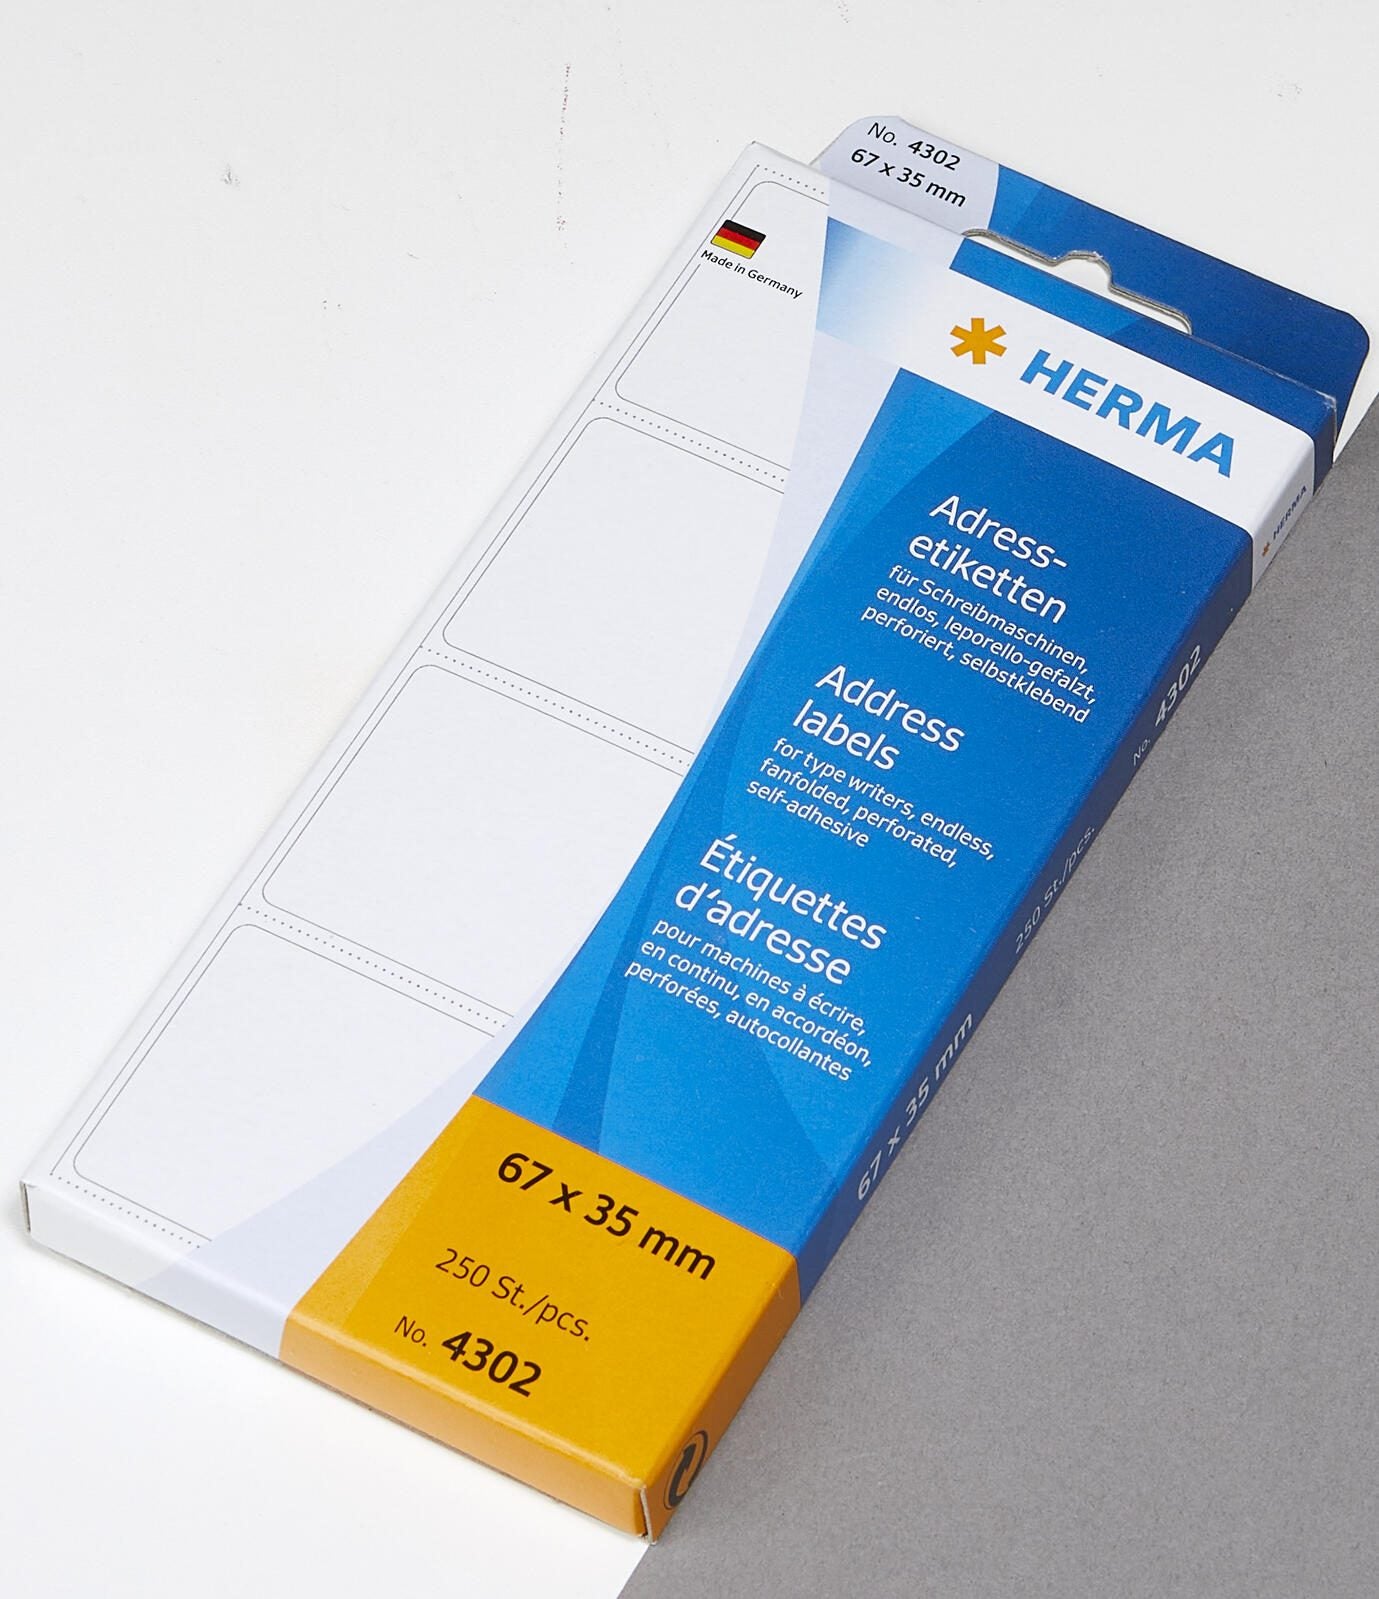 No. 4302
67 x 35 mm
Made in Germany
HERMA
Adress-
etiketten
für Schreibmaschinen,
endlos, leporello-gefalzt,
perforiert, selbstklebend
Address
labels
for type writers, endless,
fanfolded, perforated,
self-adhesive
Étiquettes
d'adresse
pour machines à écrire,
en continu, en accordéon,
perforées, autocollantes
67 x 35 mm
250 St./pcs.
No. 4302
HERMA
No. 4302
250 St./pcs.
67 x 35 mm